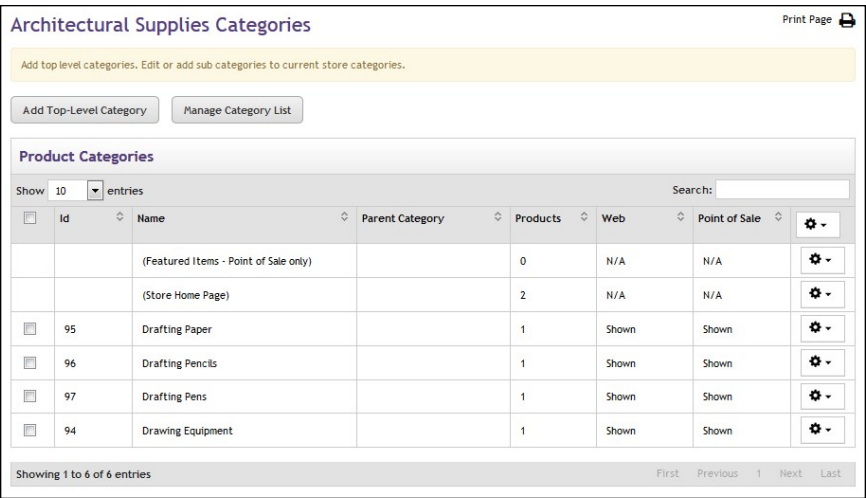 Architectural Supplies Categories
Print Page
Add top level categories. Edit or add sub categories to current store categories.
Add Top-Level Category Manage Category List
Product Categories
Show 10 entries Search:
Id Name Parent Category Products Web Point of Sale
(Featured Items - Point of Sale only) 0 N/A N/A
(Store Home Page) 2 N/A N/A
95 Drafting Paper 1 Shown Shown
96 Drafting Pencils 1 Shown Shown
97 Drafting Pens 1 Shown Shown
94 Drawing Equipment 1 Shown Shown
Showing 1 to 6 of 6 entries First Previous 1 Next Last